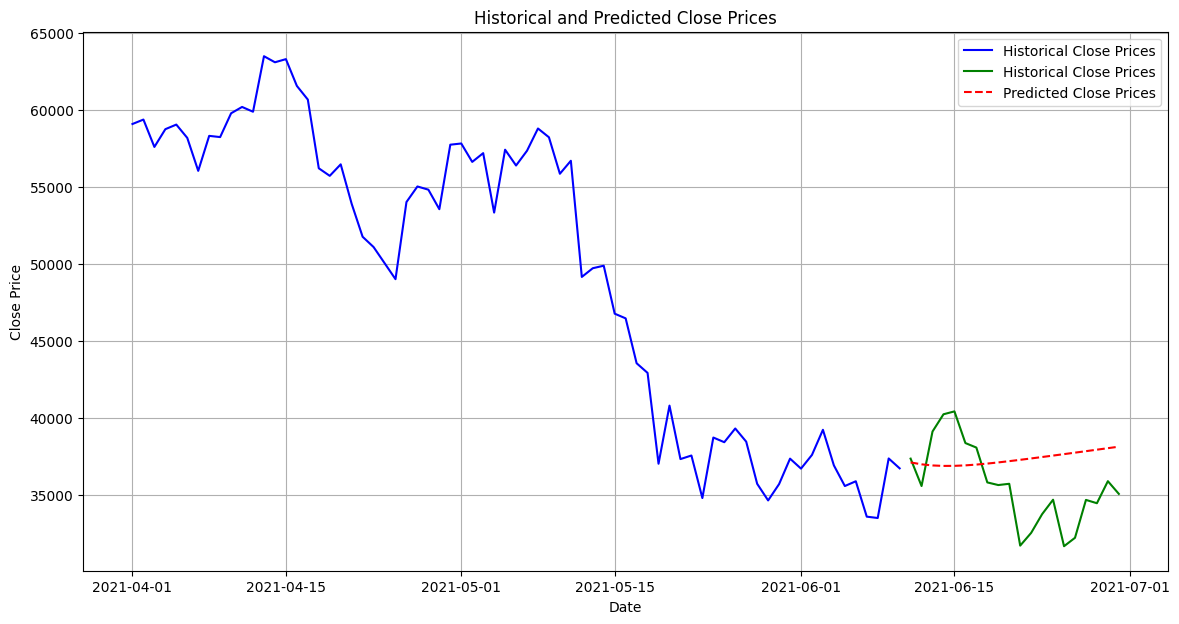 Historical and Predicted Close Prices
Historical Close Prices
Historical Close Prices
Predicted Close Prices
Close Price
65000
60000
55000
50000
45000
40000
35000
2021-04-01
2021-04-15
2021-05-01
2021-05-15
2021-06-01
2021-06-15
2021-07-01
Date